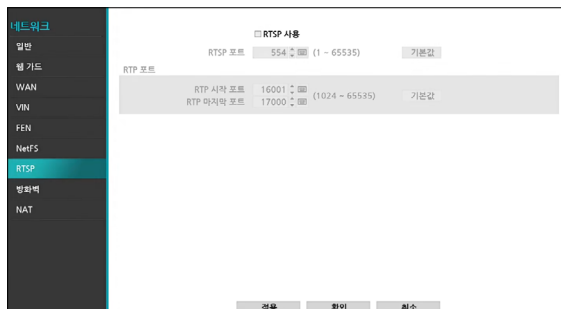 네트워크
일반
웹 가드
WAN
VIN
FEN
NetFS
RTSP
방화벽
NAT
RTSP 사용
RTSP 포트 554 (1 ~ 65535) 기본값
RTP 포트
RTP 시작 포트 16001
RTP 마지막 포트 17000
(1024 ~ 65535) 기본값
적용 확인 취소